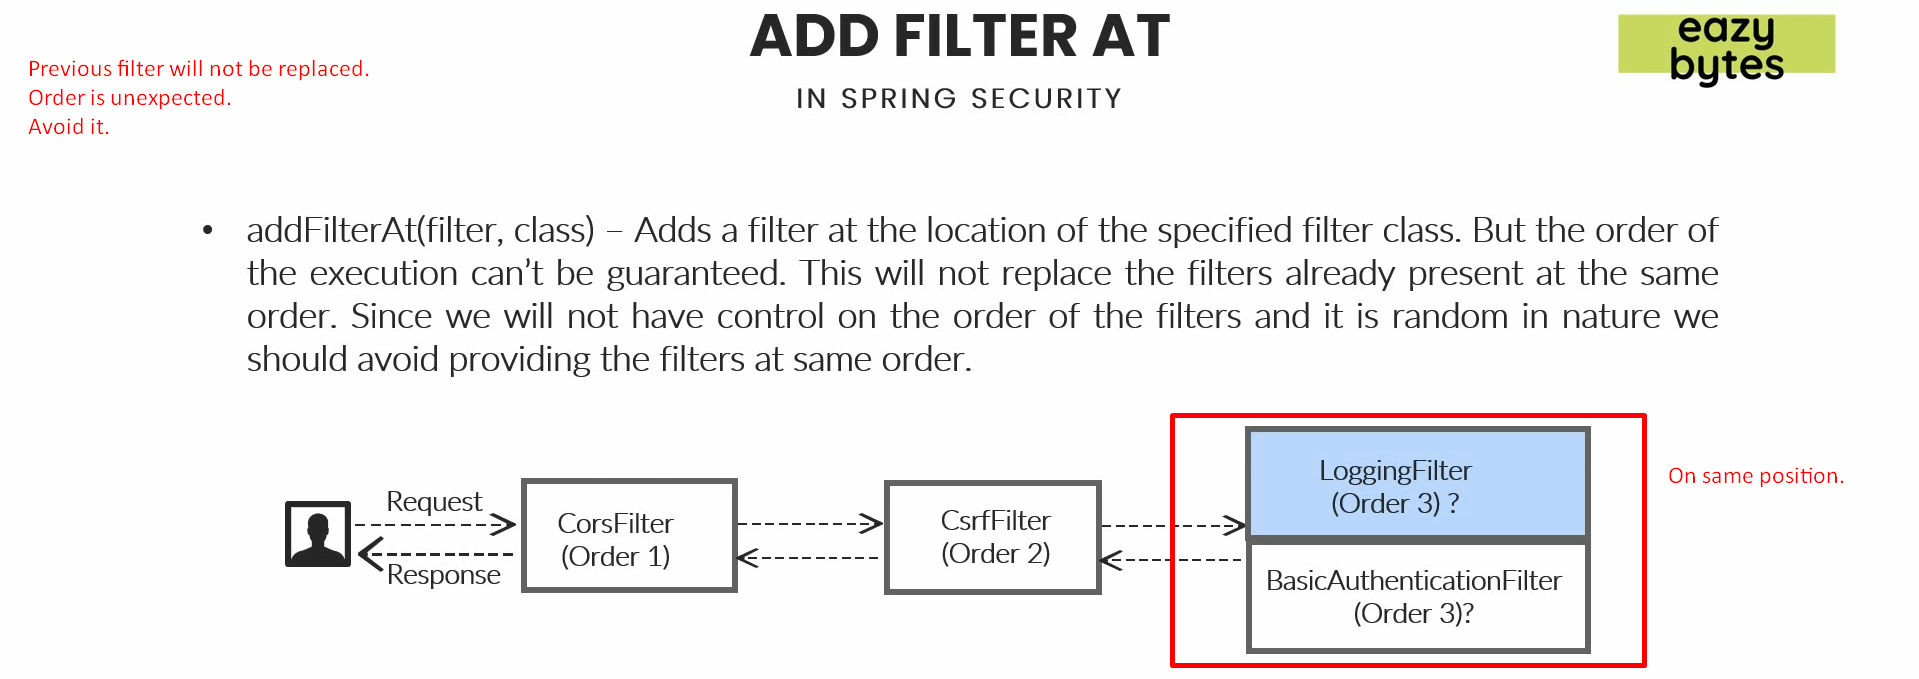 ADD FILTER AT
IN SPRING SECURITY
eazy
bytes
Previous filter will not be replaced.
Order is unexpected.
Avoid it.
• addFilterAt(filter, class) – Adds a filter at the location of the specified filter class. But the order of
the execution can’t be guaranteed. This will not replace the filters already present at the same
order. Since we will not have control on the order of the filters and it is random in nature we
should avoid providing the filters at same order.
Request
Response
CorsFilter
(Order 1)
CsrfFilter
(Order 2)
LoggingFilter
(Order 3) ?
BasicAuthenticationFilter
(Order 3)?
On same position.